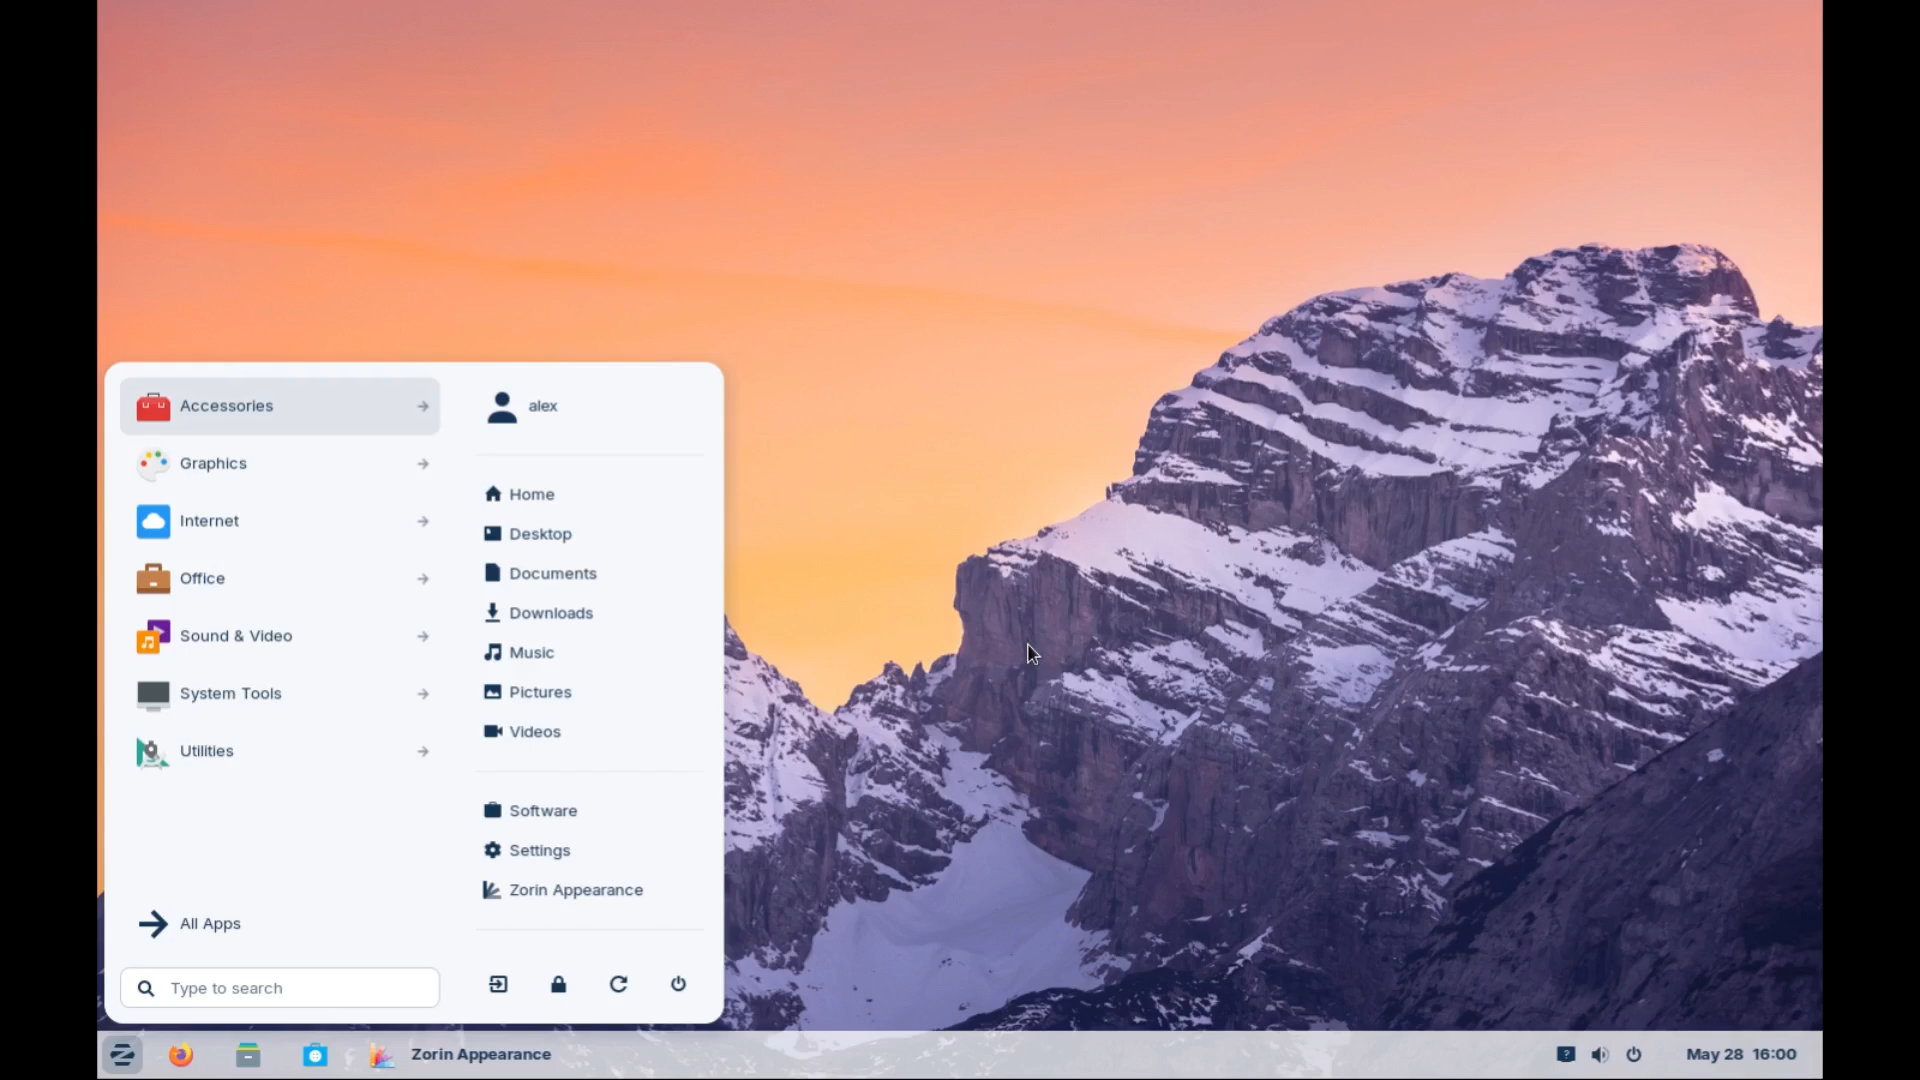 Accessories
Graphics
Internet
Office
Sound & Video
System Tools
Utilities
All Apps
Type to search
alex
Home
Desktop
Documents
Downloads
Music
Pictures
Videos
Software
Settings
Zorin Appearance
Zorin Appearance
?
May 28 16:00